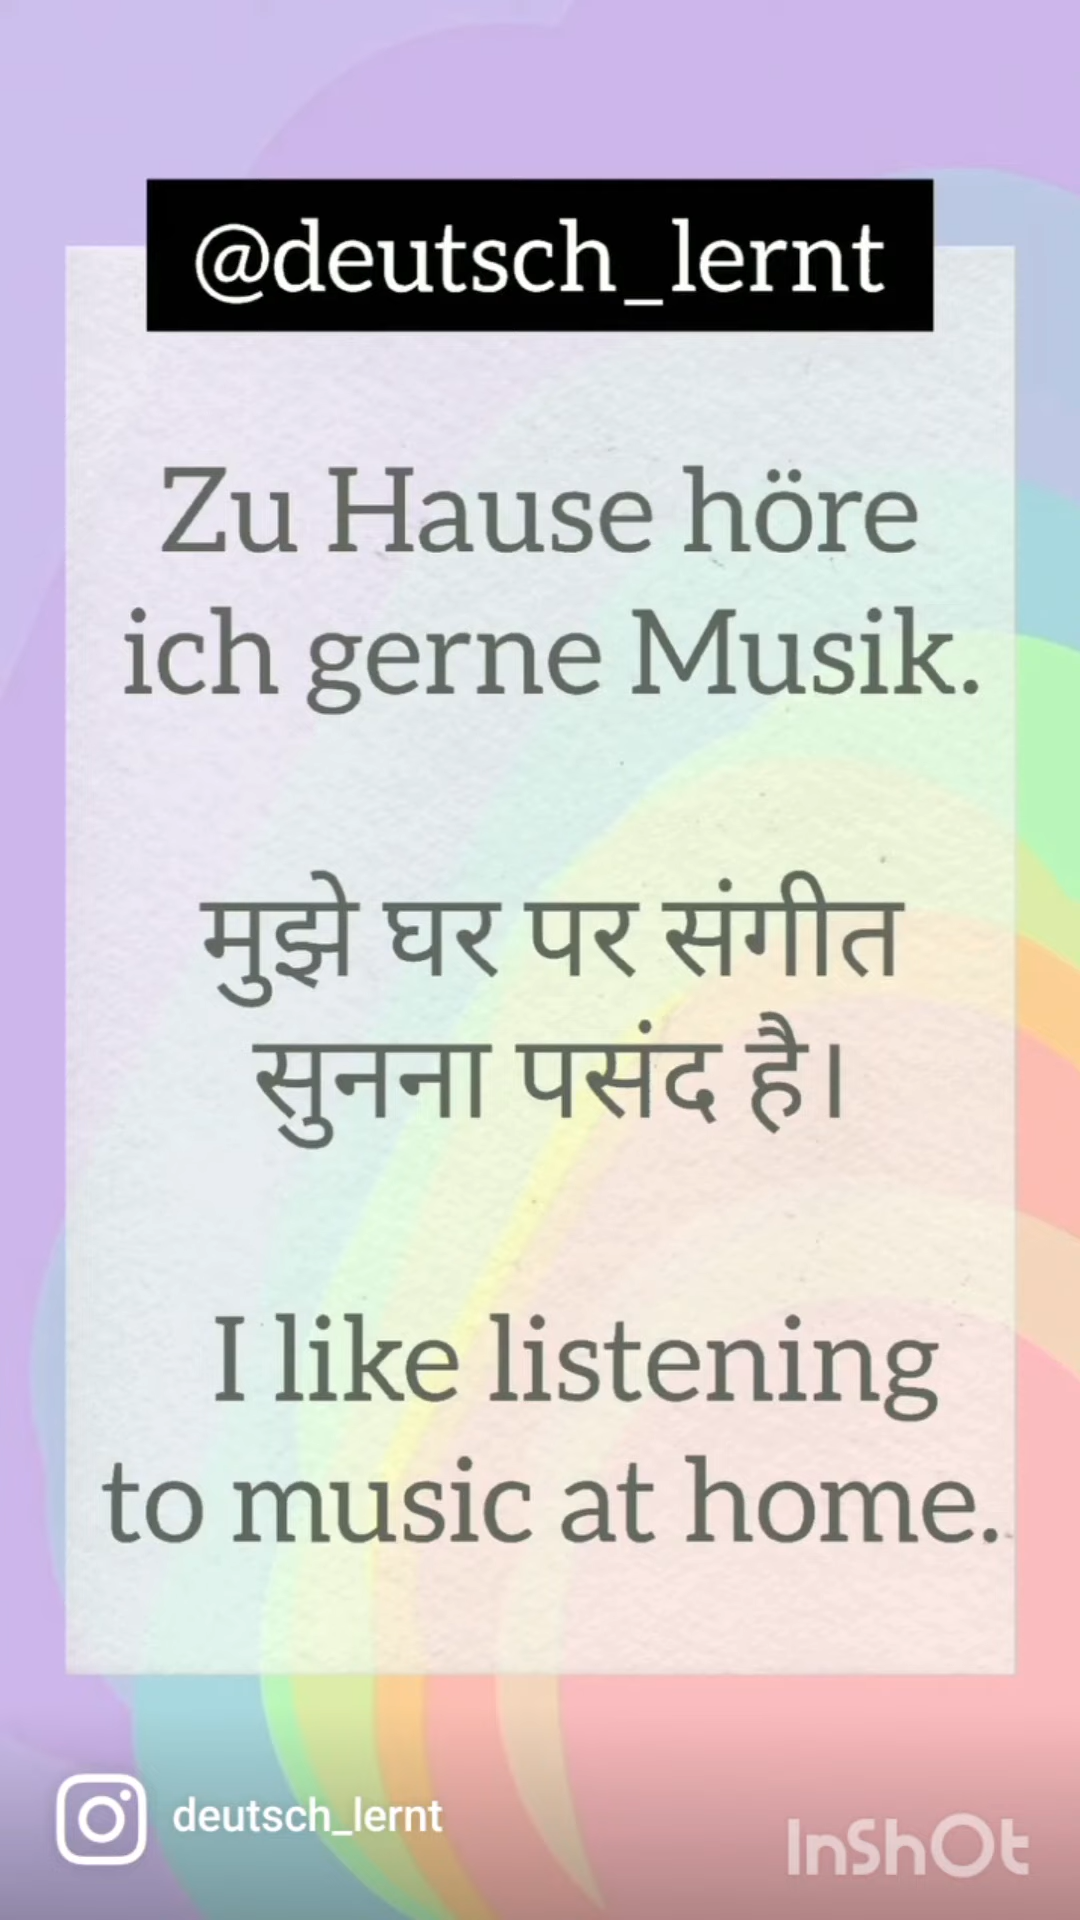 @deutsch_lernt
Zu Hause höre
ich gerne Musik.
मुझे घर पर संगीत
सुनना पसंद है।
I like listening
to music at home.
deutsch_lernt
InShOt